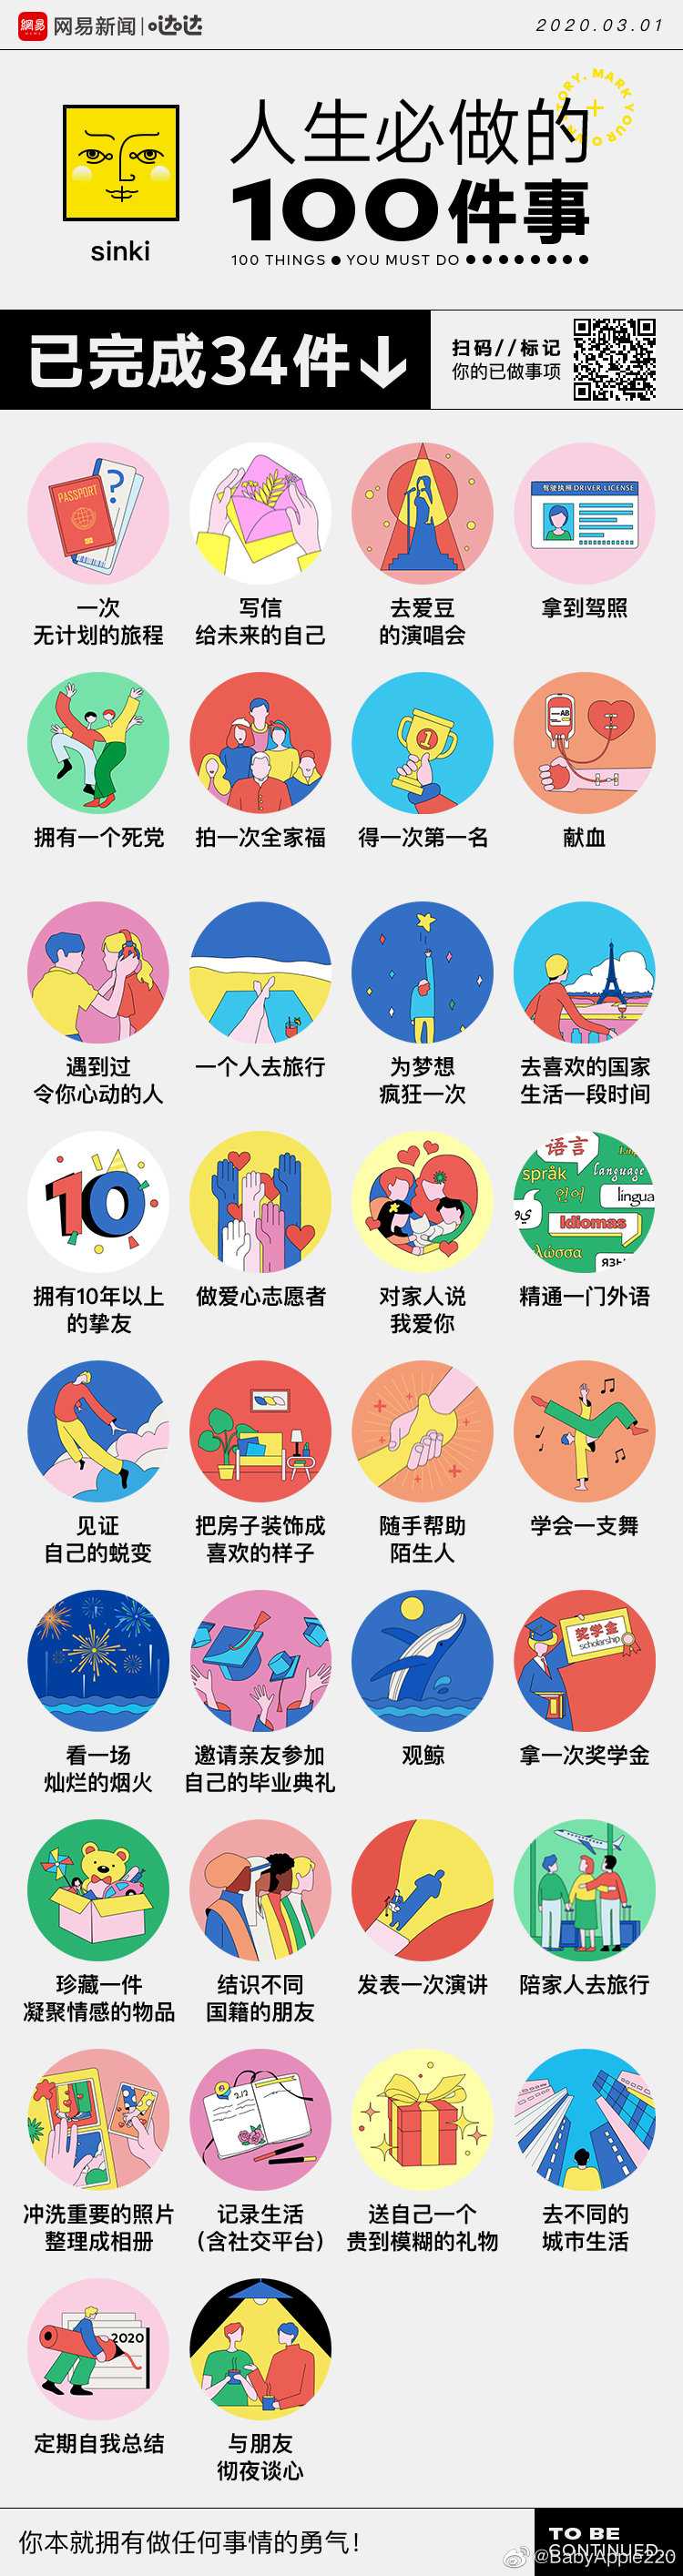 網易
NEWS
网易新闻 | 哒哒
2020.03.01
人生必做的
MARK YOUR OWN STORY.
100件事
sinki
100 THINGS ● YOU MUST DO ●●●●●●●●
已完成34件↓
扫码//标记
你的已做事项
PASSPORT
?
驾驶执照 DRIVER LICENSE
一次
无计划的旅程
写信
给未来的自己
去爱豆
的演唱会
拿到驾照
1
AB
拥有一个死党
拍一次全家福
得一次第一名
献血
遇到过
令你心动的人
一个人去旅行
为梦想
疯狂一次
去喜欢的国家
生活一段时间
10
语言
språk
language
언어
lingua
Idiomas
λώσσα
拥有10年以上
的挚友
做爱心志愿者
对家人说
我爱你
精通一门外语
见证
自己的蜕变
把房子装饰成
喜欢的样子
随手帮助
陌生人
学会一支舞
奖学金
scholarship
看一场
灿烂的烟火
邀请亲友参加
自己的毕业典礼
观鲸
拿一次奖学金
珍藏一件
凝聚情感的物品
结识不同
国籍的朋友
发表一次演讲
陪家人去旅行
2.12
冲洗重要的照片
整理成相册
记录生活
（含社交平台）
送自己一个
贵到模糊的礼物
去不同的
城市生活
2020
定期自我总结
与朋友
彻夜谈心
你本就拥有做任何事情的勇气！
TO BE
CONTINUED
@BabyApple220